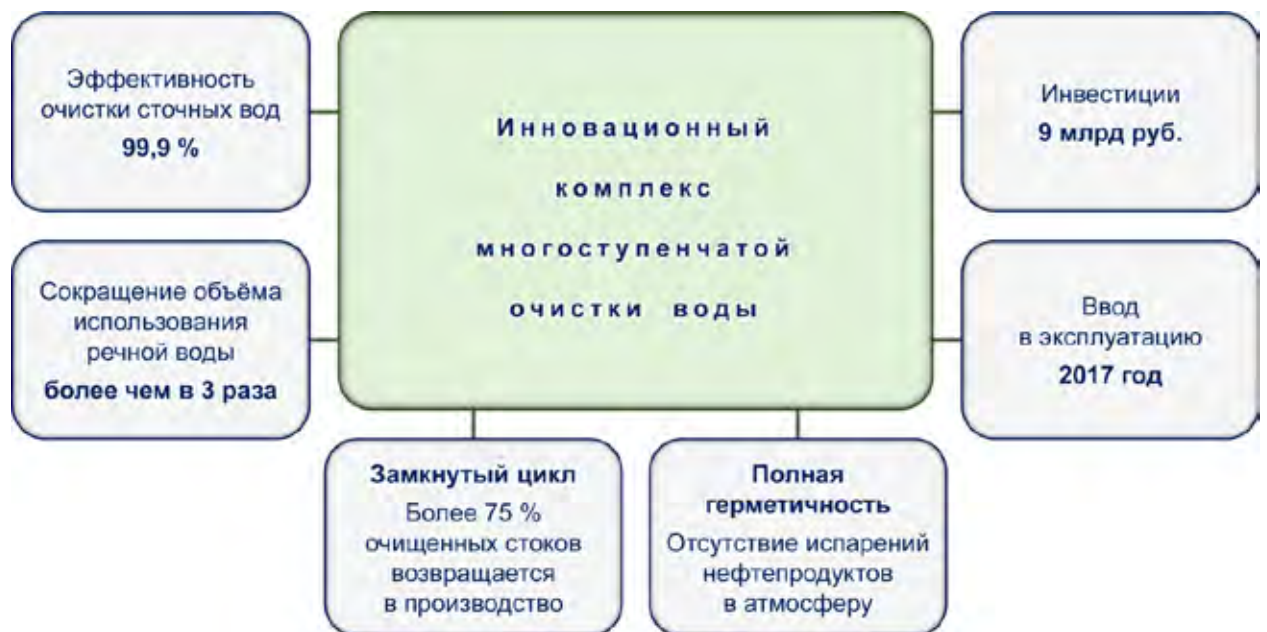 Эффективность
очистки сточных вод
99,9 %
Инновационный
комплекс
многоступенчатой
очистки воды
Инвестиции
9 млрд руб.
Сокращение объёма
использования
речной воды
более чем в 3 раза
Ввод
в эксплуатацию
2017 год
Замкнутый цикл
Более 75 %
очищенных стоков
возвращается
в производство
Полная
герметичность
Отсутствие испарений
нефтепродуктов
в атмосферу